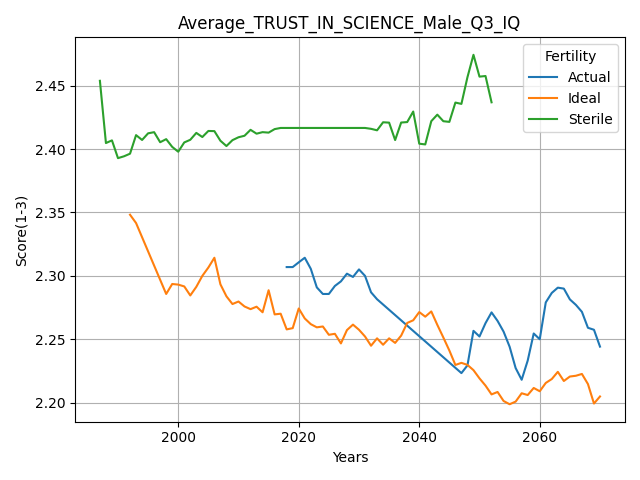 Average_TRUST_IN_SCIENCE_Male_Q3_IQ
Fertility
Actual
Ideal
Sterile
Score(1-3)
2.45
2.40
2.35
2.30
2.25
2.20
2000
2020
2040
2060
Years